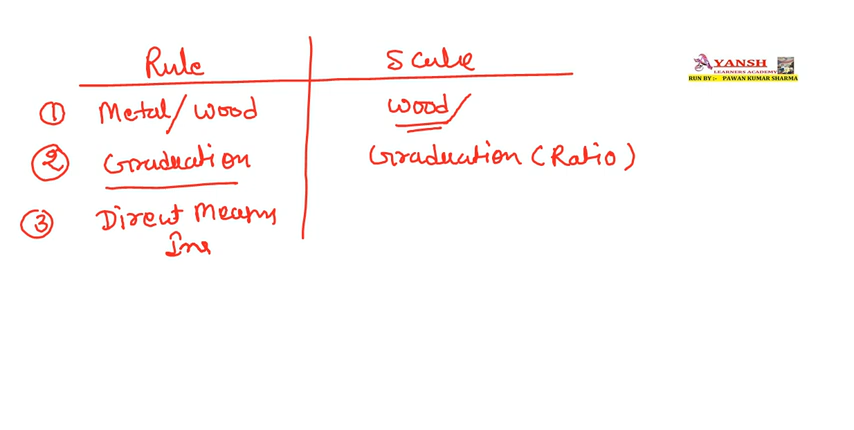 Rule Scale
① Metal/Wood Wood/
② Graduation Graduation (Ratio)
③ Direct
Ins
AYANSH
LEARNERS ACADEMY
RUN BY :- PAWAN KUMAR SHARMA